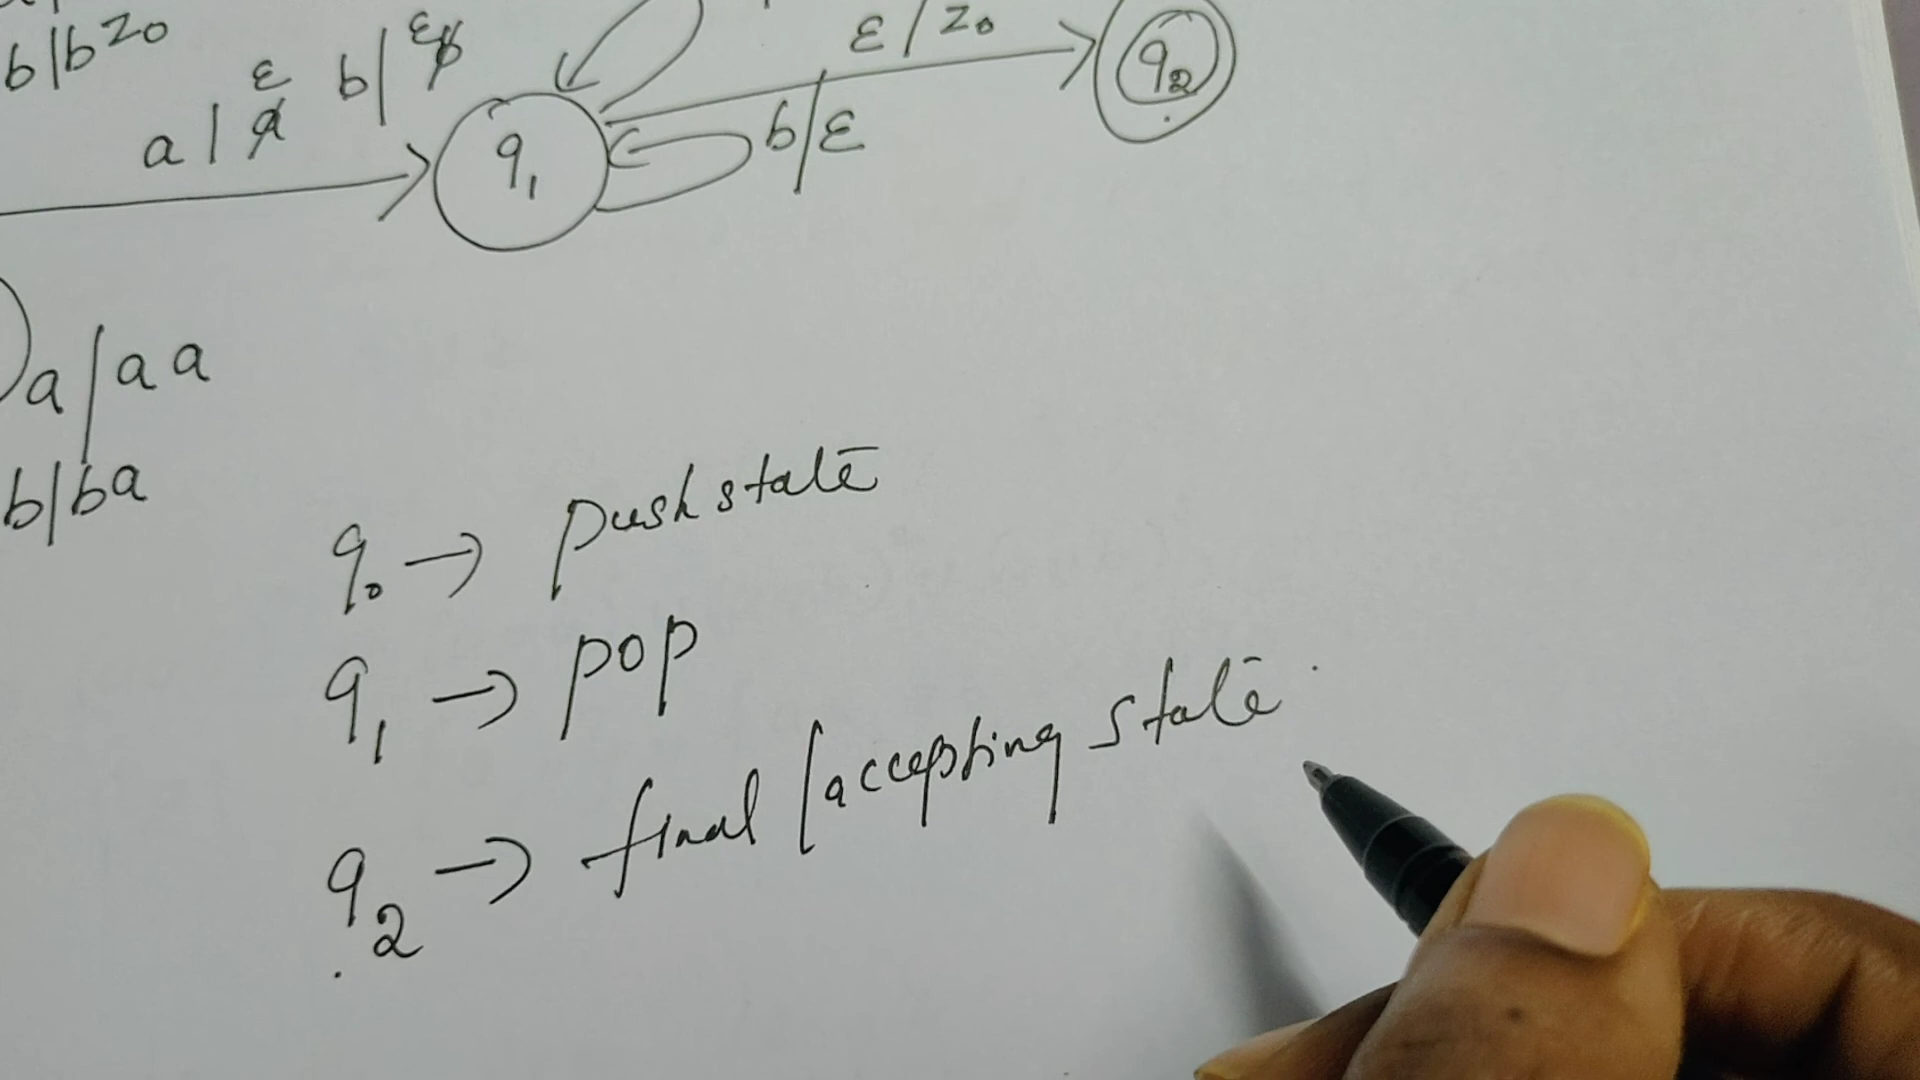 b|bz0
a|a ε b|b ε
q1
ε/z0
q2
b/ε
a/aa
b|ba
q0 → push state
q1 → pop
q2 → final/accepting state